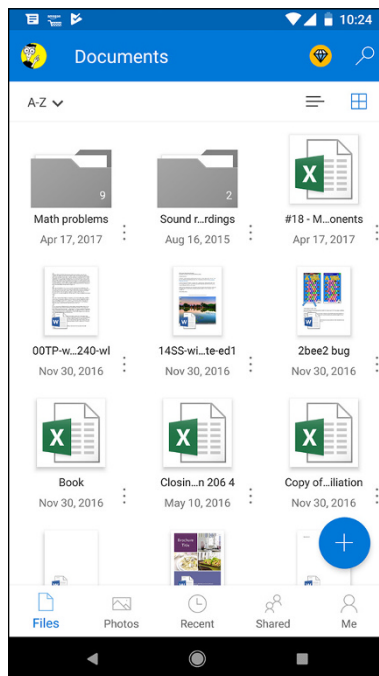 10:24
Documents
A-Z
9
2
Math problems
Sound r...rdings
#18 - M...onents
Apr 17, 2017
Aug 16, 2015
Apr 17, 2017
00TP-w...240-wl
14SS-wi...te-ed1
2bee2 bug
Nov 30, 2016
Nov 30, 2016
Nov 30, 2016
Book
Closin...n 206 4
Copy of...iliation
Nov 30, 2016
May 10, 2016
Nov 30, 2016
Files
Photos
Recent
Shared
Me